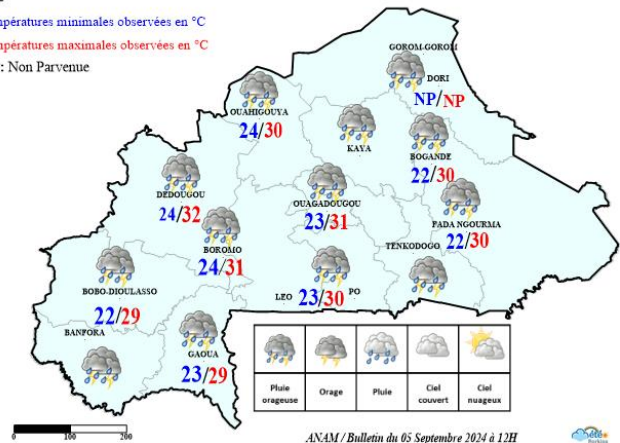 mpératures minimales observées en °C
mpératures maximales observées en °C
: Non Parvenue
GOROM-GOROM
DORI
NP/NP
OUAHIGOUYA
24/30
KAYA
BOGANDE
22/30
DEDOUGOU
24/32
OUAGADOUGOU
23/31
FADA NGOURMA
22/30
BOROMO
24/31
TENKODOGO
BOBO-DIOULASSO
22/29
LEO
23/30
PO
BANFORA
GAOUA
23/29
Pluie orageuse
Orage
Pluie
Ciel couvert
Ciel nuageux
0 100 200
ANAM / Bulletin du 05 Septembre 2024 à 12H